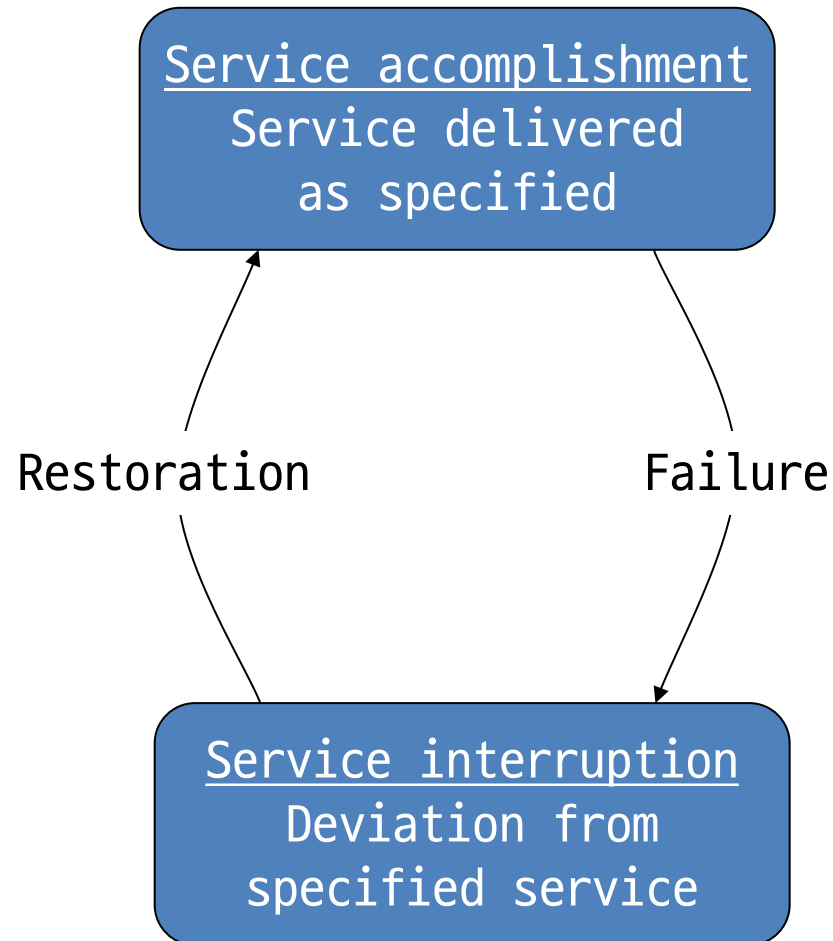 Service accomplishment
Service delivered
as specified
Restoration
Failure
Service interruption
Deviation from
specified service